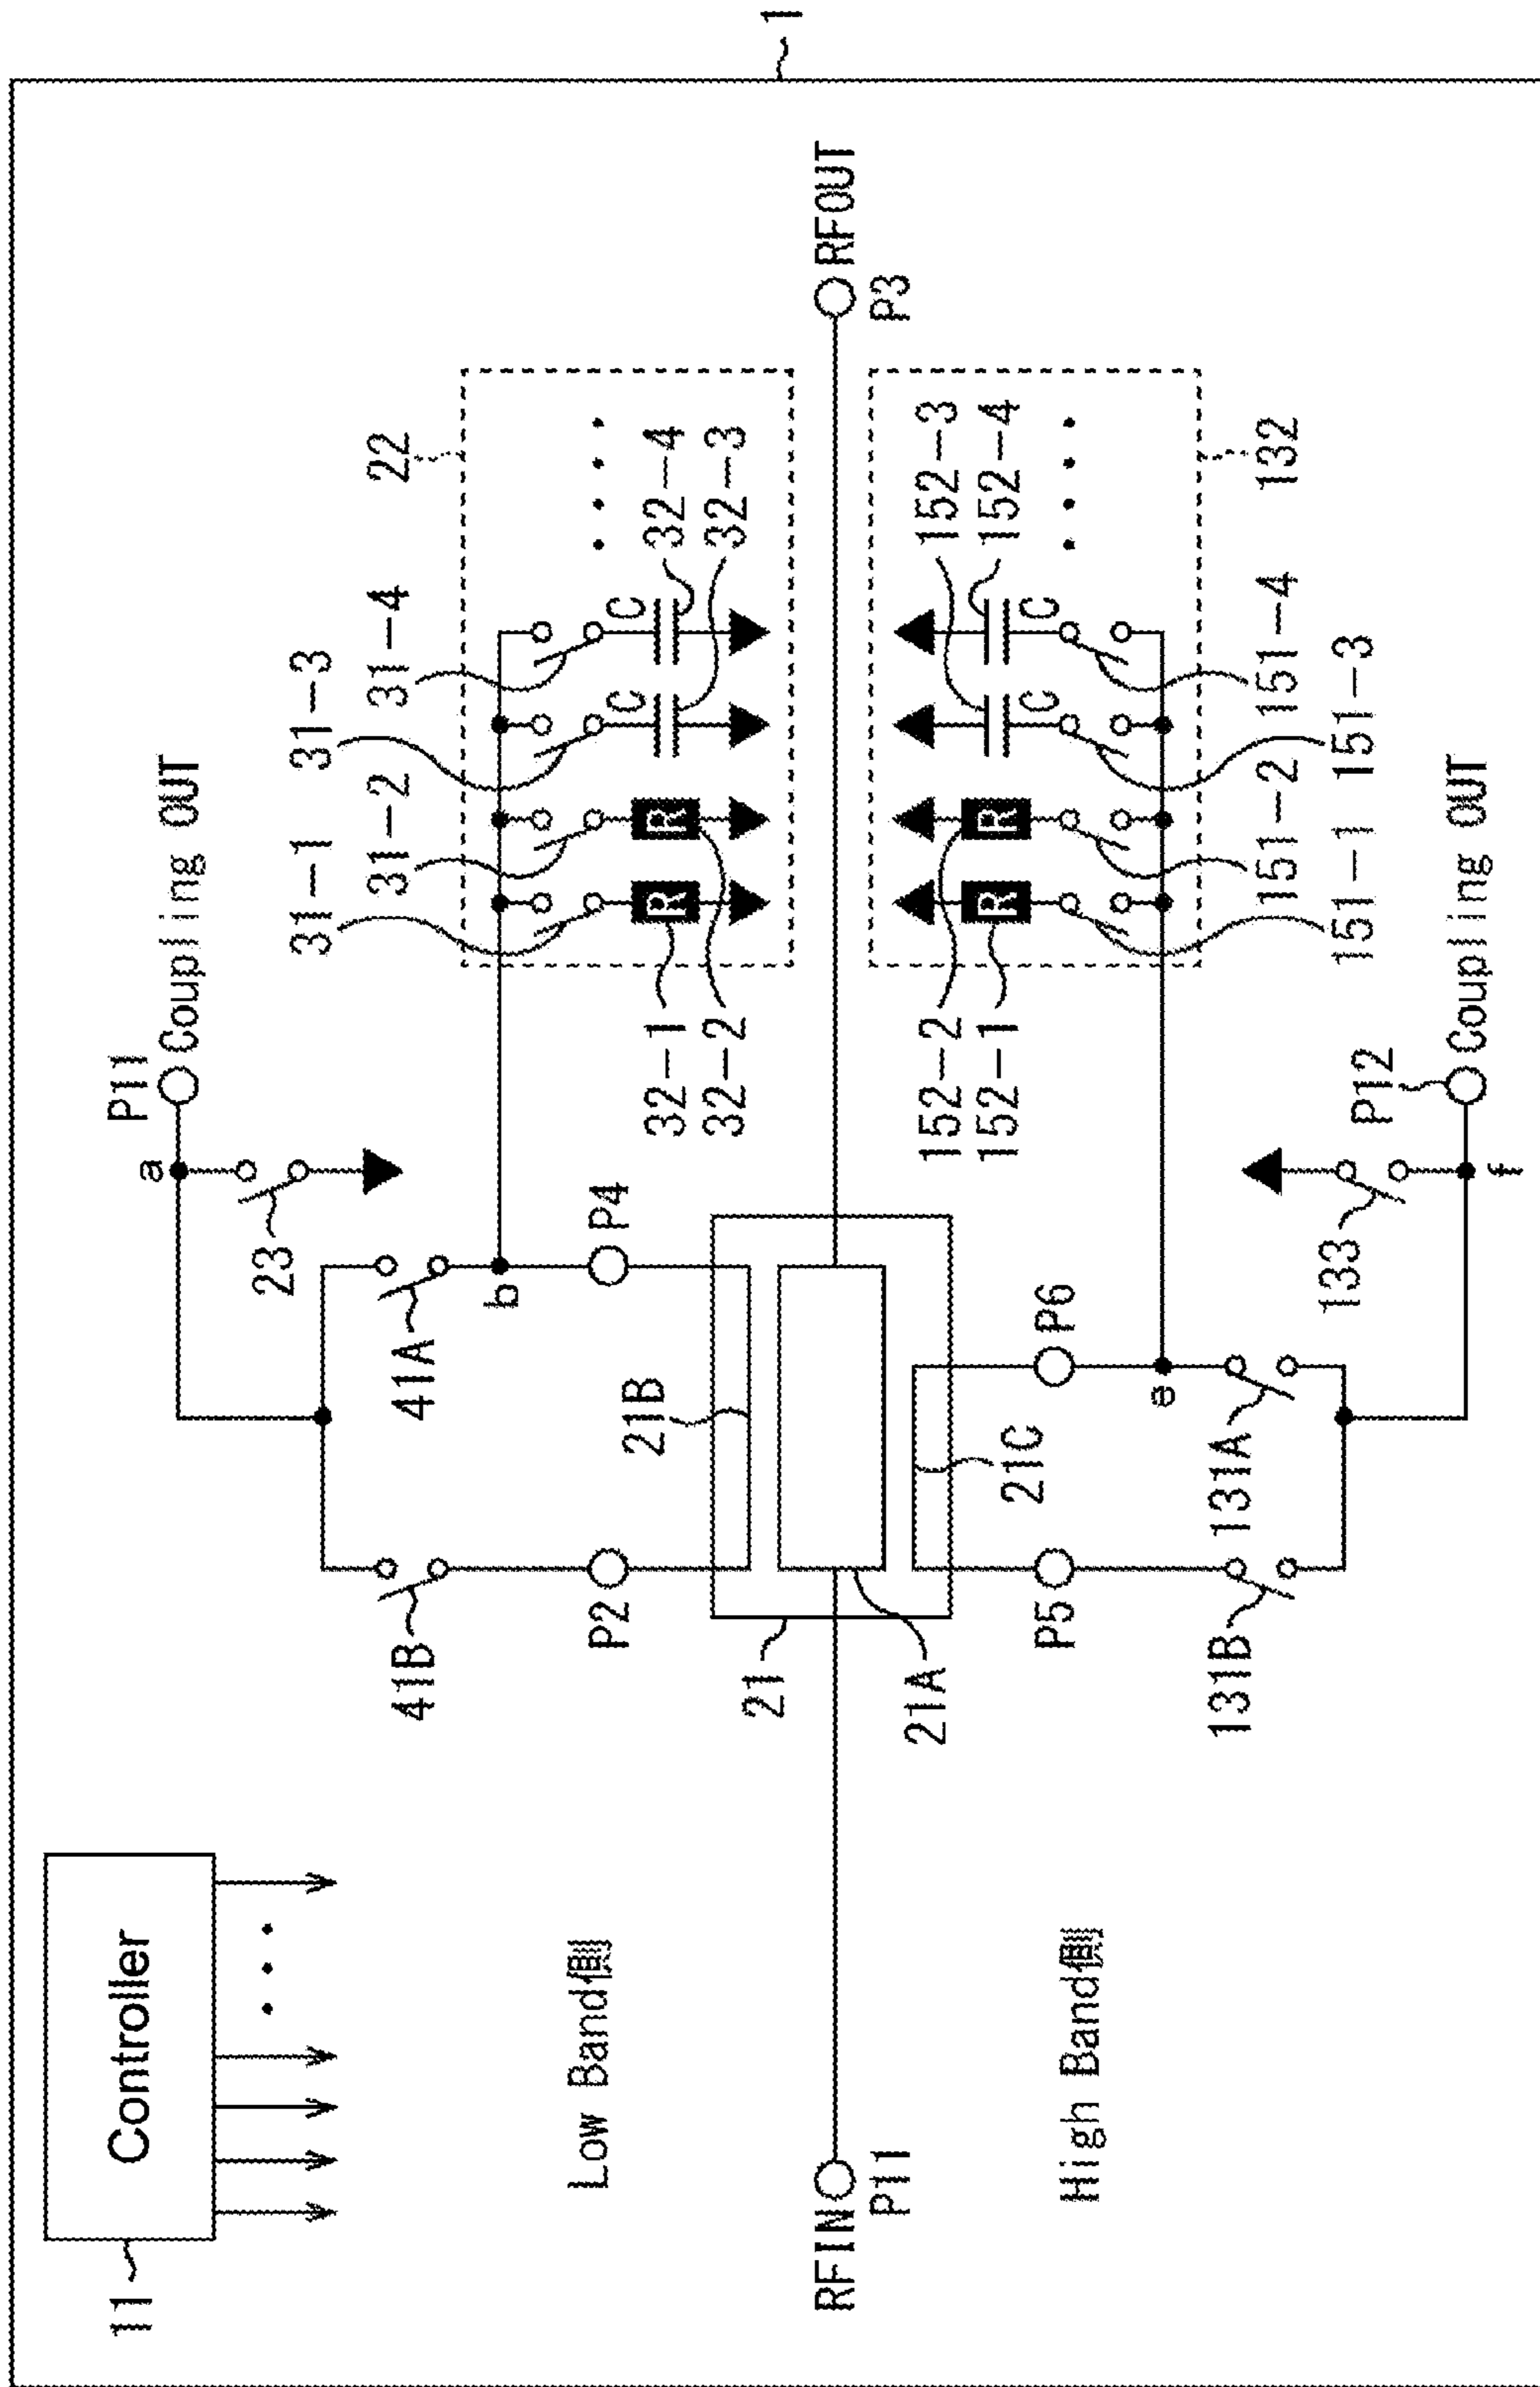 1
11
Controller
Low Band側
High Band側
RFIN
P11
RFOUT
P3
P11
Coupling OUT
a
23
41B
41A
b
P2
P4
21B
21
21A
21C
P5
P6
e
131B
131A
133
P12
Coupling OUT
f
22
31-1
31-2
31-3
31-4
R
R
C
C
32-1
32-2
32-4
32-3
132
152-2
152-1
152-3
152-4
R
R
C
C
151-2
151-1
151-4
151-3